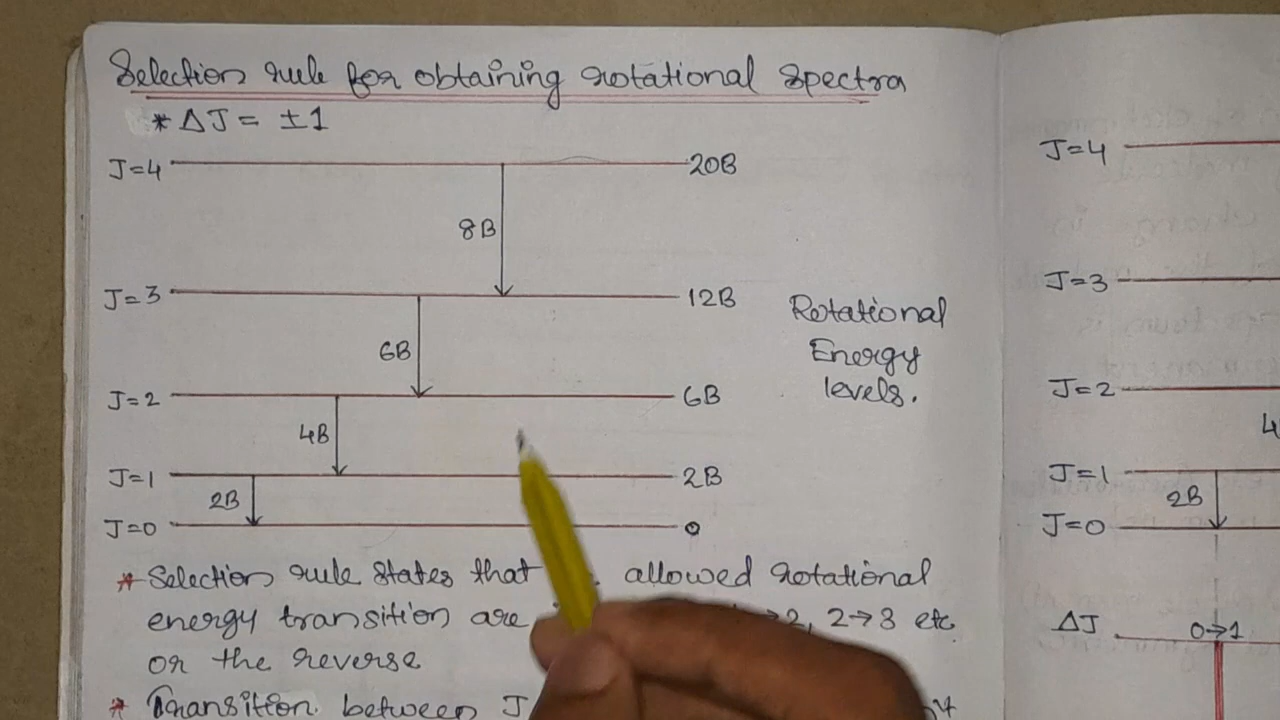 Selection rule for obtaining rotational spectra
* ΔJ = ±1
J=4 20B
8B
J=3 12B
Rotational
Energy
levels.
6B
J=2 6B
4B
J=1 2B
2B
J=0 0
* Selection rule states that allowed rotational
energy transition are →2, 2→3 etc
or the reverse
* Transition between J
J=4
J=3
J=2
4
J=1
2B
J=0
ΔJ 0→1